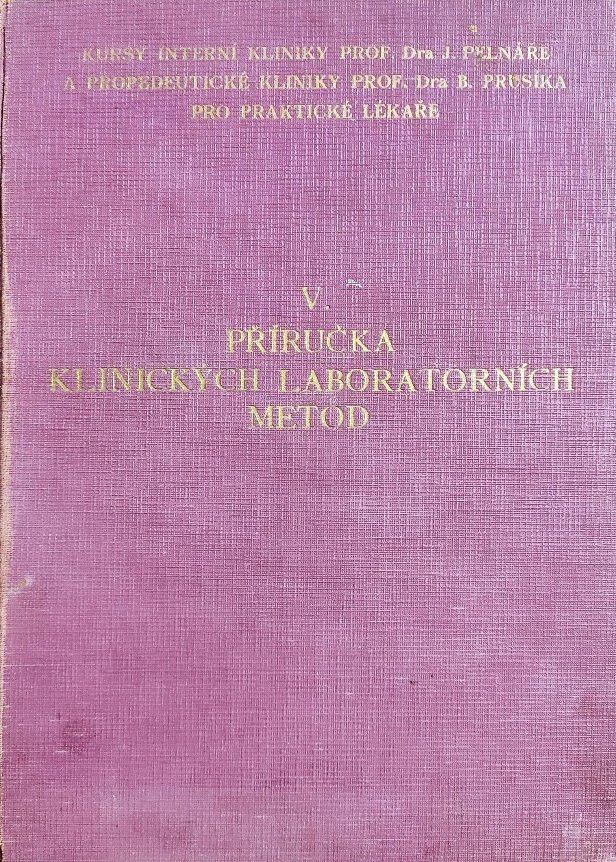 KURSY INTERNÍ KLINIKY PROF. Dra J. PELNÁŘE
A PROPEDEUTICKÉ KLINIKY PROF. Dra B. PRUSÍKA
PRO PRAKTICKÉ LÉKAŘE
V.
PŘÍRUČKA
KLINICKÝCH LABORATORNÍCH
METOD